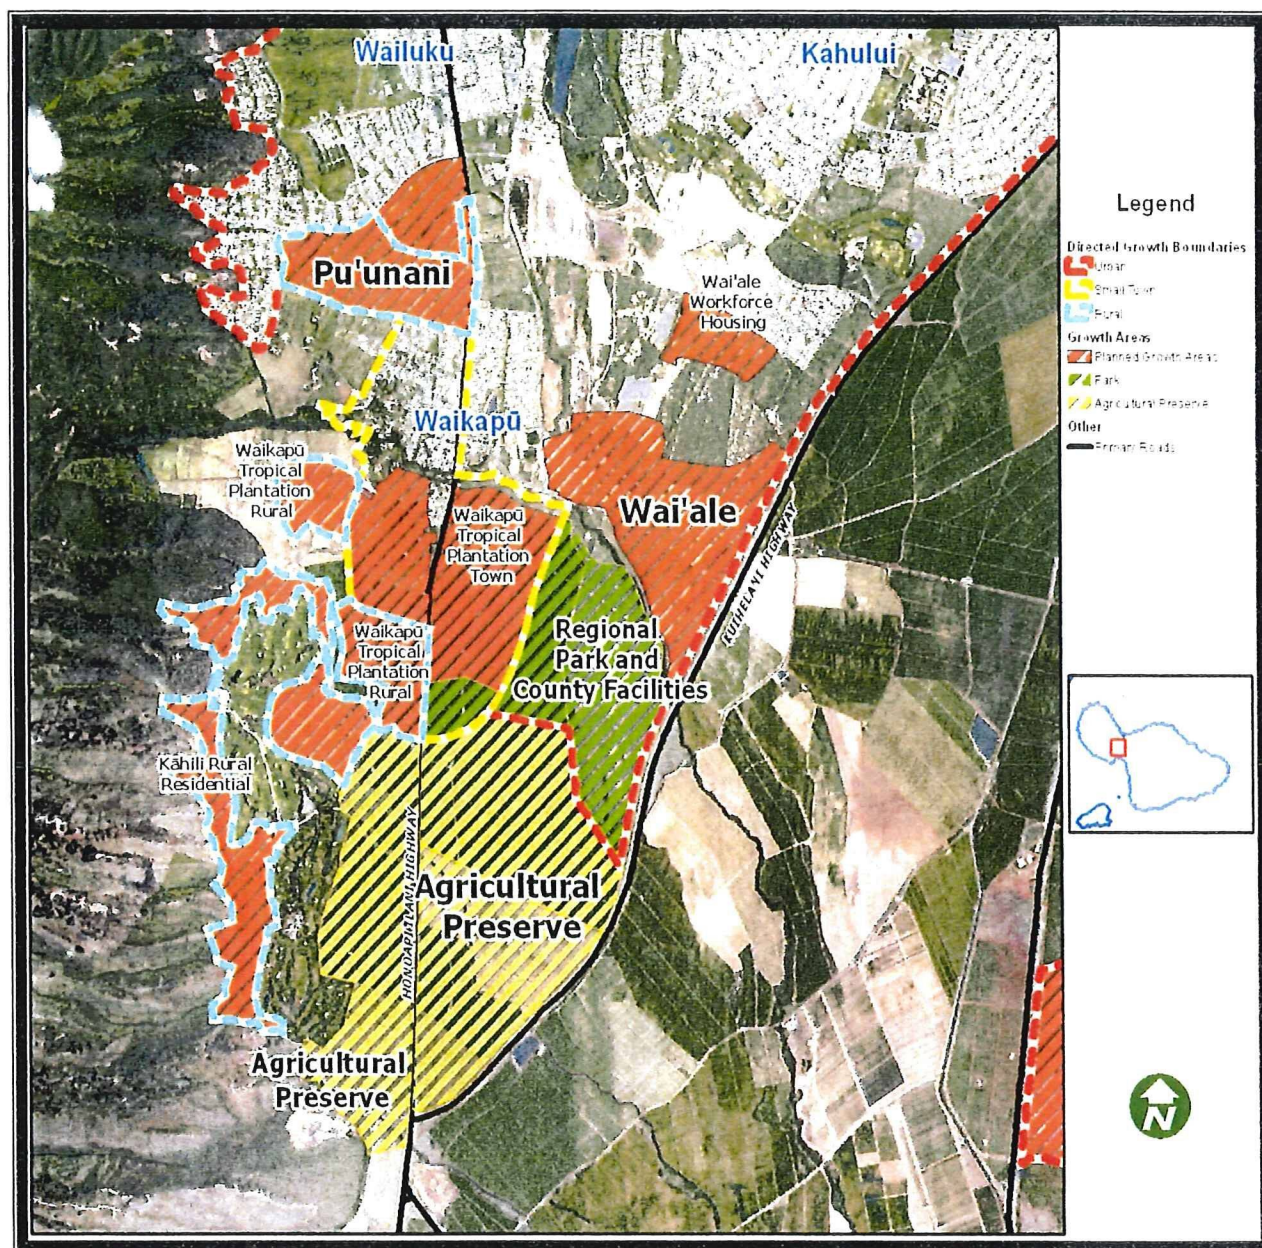 Wailuku
Kahului
Pu'unani
Wai'ale
Workforce
Housing
Waikapū
Waikapū
Tropical
Plantation
Rural
Waikapū
Tropical
Plantation
Town
Wai'ale
KUIHELANI HIGHWAY
Waikapū
Tropical
Plantation
Rural
Regional
Park and
County Facilities
Kāhili Rural
Residential
HONOAPI'ILANI HIGHWAY
Agricultural
Preserve
Agricultural
Preserve
Legend
Directed Growth Boundaries
Urban
Small Town
Rural
Growth Areas
Planned Growth Areas
Park
Agricultural Preserve
Other
Primary Roads
N